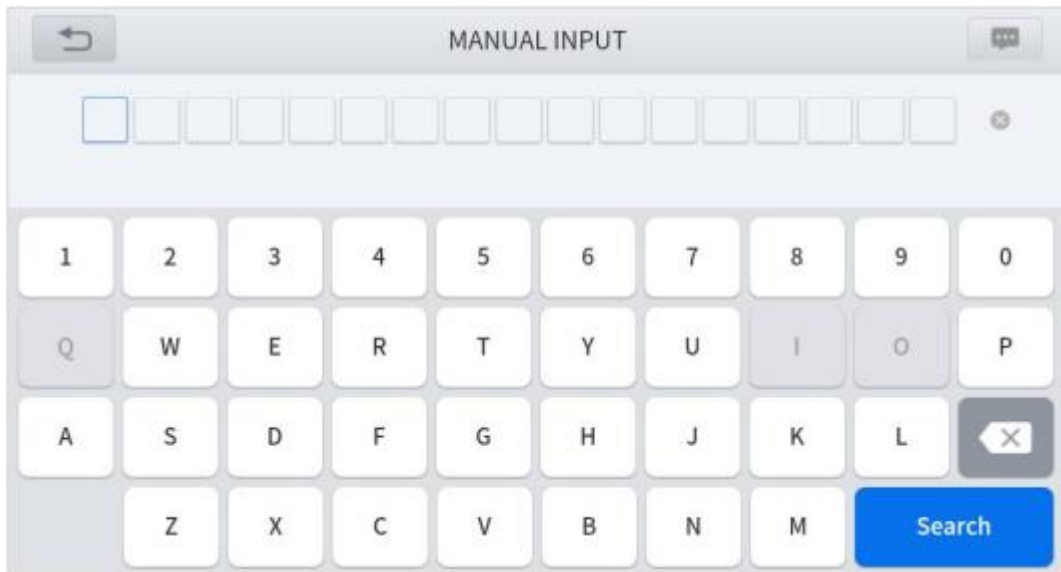 MANUAL INPUT
1 2 3 4 5 6 7 8 9 0
Q W E R T Y U I O P
A S D F G H J K L
Z X C V B N M Search